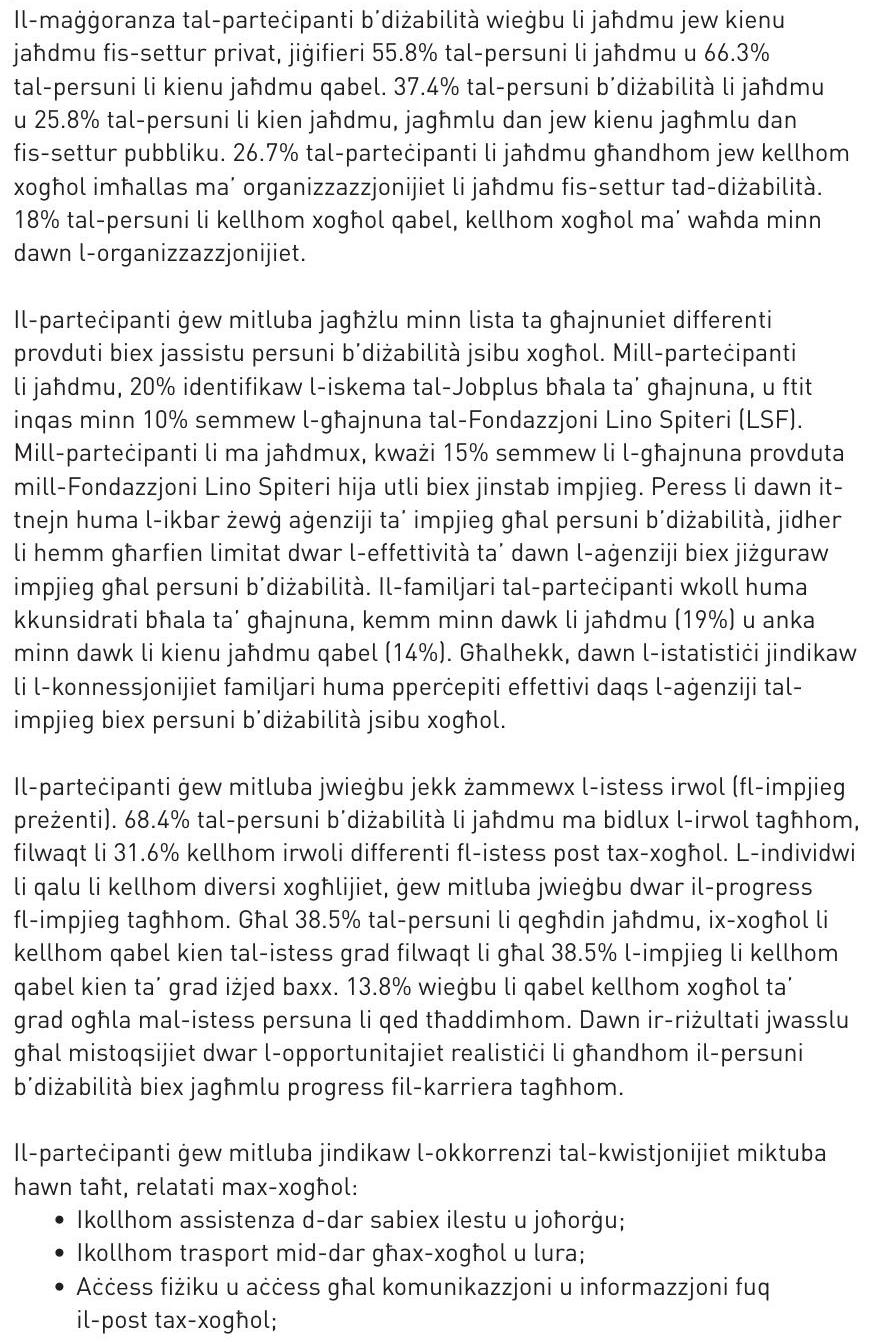 Il-maġġoranza tal-parteċipanti b’diżabilità wieġbu li jaħdmu jew kienu
jaħdmu fis-settur privat, jiġifieri 55.8% tal-persuni li jaħdmu u 66.3%
tal-persuni li kienu jaħdmu qabel. 37.4% tal-persuni b’diżabilità li jaħdmu
u 25.8% tal-persuni li kien jaħdmu, jagħmlu dan jew kienu jagħmlu dan
fis-settur pubbliku. 26.7% tal-parteċipanti li jaħdmu għandhom jew kellhom
xogħol imħallas ma’ organizzazzjonijiet li jaħdmu fis-settur tad-diżabilità.
18% tal-persuni li kellhom xogħol qabel, kellhom xogħol ma’ waħda minn
dawn l-organizzazzjonijiet.
Il-parteċipanti ġew mitluba jagħżlu minn lista ta għajnuniet differenti
provduti biex jassistu persuni b’diżabilità jsibu xogħol. Mill-parteċipanti
li jaħdmu, 20% identifikaw l-iskema tal-Jobplus bħala ta’ għajnuna, u ftit
inqas minn 10% semmew l-għajnuna tal-Fondazzjoni Lino Spiteri (LSF).
Mill-parteċipanti li ma jaħdmux, kważi 15% semmew li l-għajnuna provduta
mill-Fondazzjoni Lino Spiteri hija utli biex jinstab impjieg. Peress li dawn it-
tnejn huma l-ikbar żewġ aġenziji ta’ impjieg għal persuni b’diżabilità, jidher
li hemm għarfien limitat dwar l-effettività ta’ dawn l-aġenziji biex jiżguraw
impjieg għal persuni b’diżabilità. Il-familjari tal-parteċipanti wkoll huma
kkunsidrati bħala ta’ għajnuna, kemm minn dawk li jaħdmu (19%) u anka
minn dawk li kienu jaħdmu qabel (14%). Għalhekk, dawn l-istatistiċi jindikaw
li l-konnessjonijiet familjari huma pperċepiti effettivi daqs l-aġenziji tal-
impjieg biex persuni b’diżabilità jsibu xogħol.
Il-parteċipanti ġew mitluba jwieġbu jekk żammewx l-istess irwol (fl-impjieg
preżenti). 68.4% tal-persuni b’diżabilità li jaħdmu ma bidlux l-irwol tagħhom,
filwaqt li 31.6% kellhom irwoli differenti fl-istess post tax-xogħol. L-individwi
li qalu li kellhom diversi xogħlijiet, ġew mitluba jwieġbu dwar il-progress
fl-impjieg tagħhom. Għal 38.5% tal-persuni li qegħdin jaħdmu, ix-xogħol li
kellhom qabel kien tal-istess grad filwaqt li għal 38.5% l-impjieg li kellhom
qabel kien ta’ grad iżjed baxx. 13.8% wieġbu li qabel kellhom xogħol ta’
grad ogħla mal-istess persuna li qed tħaddimhom. Dawn ir-riżultati jwasslu
għal mistoqsijiet dwar l-opportunitajiet realistiċi li għandhom il-persuni
b’diżabilità biex jagħmlu progress fil-karriera tagħhom.
Il-parteċipanti ġew mitluba jindikaw l-okkorrenzi tal-kwistjonijiet miktuba
hawn taħt, relatati max-xogħol:
• Ikollhom assistenza d-dar sabiex ilestu u joħorġu;
• Ikollhom trasport mid-dar għax-xogħol u lura;
• Aċċess fiżiku u aċċess għal komunikazzjoni u informazzjoni fuq
il-post tax-xogħol;